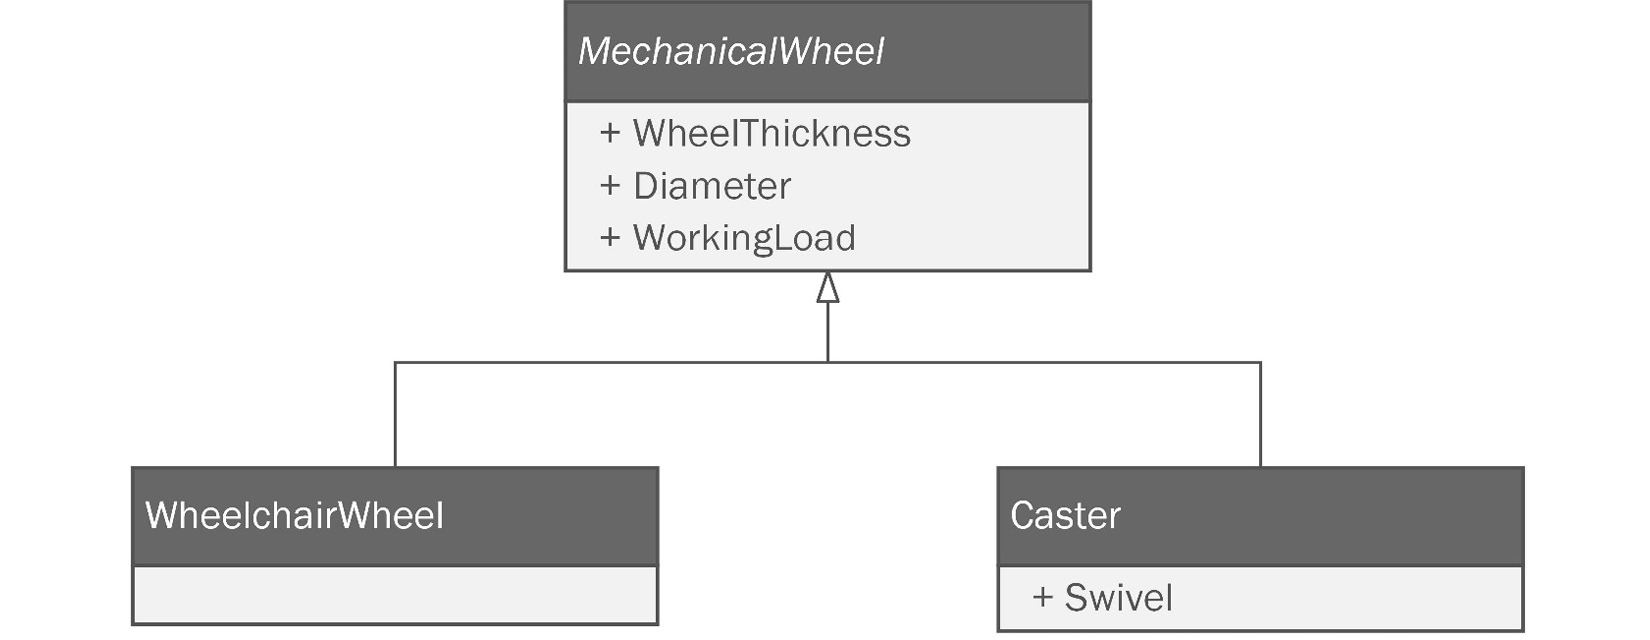 MechanicalWheel
+ WheelThickness
+ Diameter
+ WorkingLoad
WheelchairWheel
Caster
+ Swivel